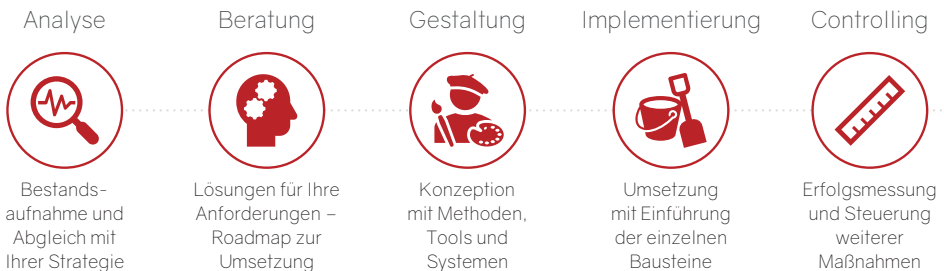 Analyse
Bestands-
aufnahme und
Abgleich mit
Ihrer Strategie
Beratung
Lösungen für Ihre
Anforderungen –
Roadmap zur
Umsetzung
Gestaltung
Konzeption
mit Methoden,
Tools und
Systemen
Implementierung
Umsetzung
mit Einführung
der einzelnen
Bausteine
Controlling
Erfolgsmessung
und Steuerung
weiterer
Maßnahmen